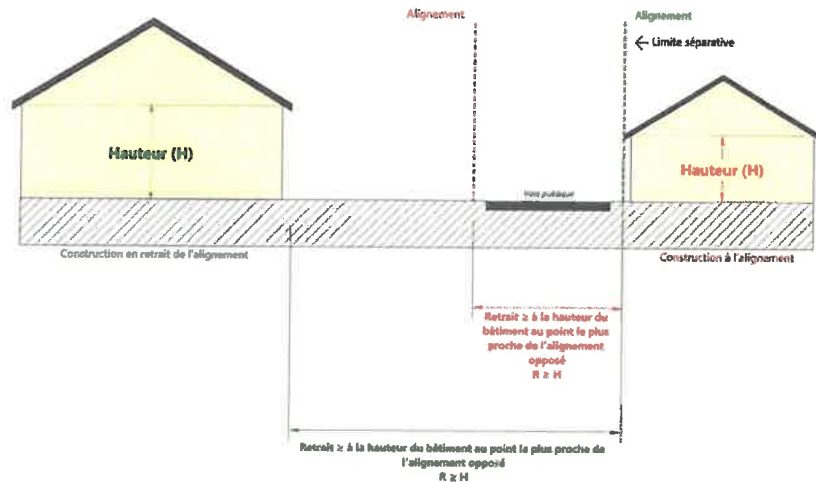 Alignement
Alignement
← Limite séparative
Hauteur (H)
Hauteur (H)
Voie publique
Construction en retrait de l'alignement
Construction à l'alignement
Retrait ≥ à la hauteur du
bâtiment au point le plus
proche de l'alignement
opposé
R ≥ H
Retrait ≥ à la hauteur du bâtiment au point le plus proche de
l'alignement opposé
R ≥ H